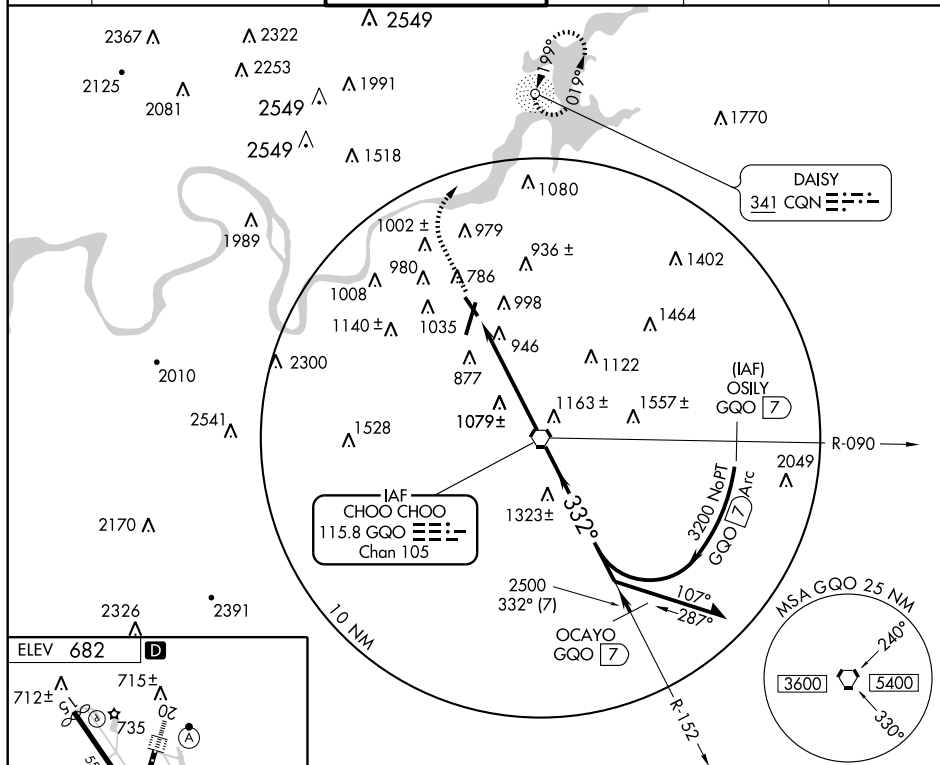 2549
2367
2322
2253
2125
2081
1991
2549
2549
1518
199°
019°
1770
DAISY
341 CQN
1080
1989
1002 ±
979
980
936 ±
1402
1008
786
998
1035
1140 ±
946
1464
2300
877
1122
2010
(IAF)
OSILY
GQO 7
1079±
1163 ±
1557 ±
2541
1528
R-090
2049
IAF
CHOO CHOO
115.8 GQO
Chan 105
1323±
332°
3200 NoPT
GQO 7 Arc
2170
2500
332° (7)
107°
287°
2326
2391
10 NM
OCAYO
GQO 7
MSA GQO 25 NM
240°
3600
5400
330°
R-152
ELEV 682
D
712±
715±
5
P
735
20
A